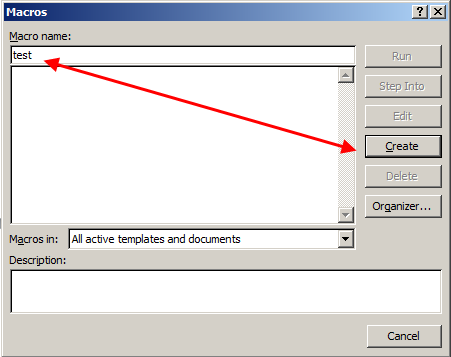 Macros
Macro name:
test
Run
Step Into
Edit
Create
Delete
Organizer...
Macros in:
All active templates and documents
Description:
Cancel